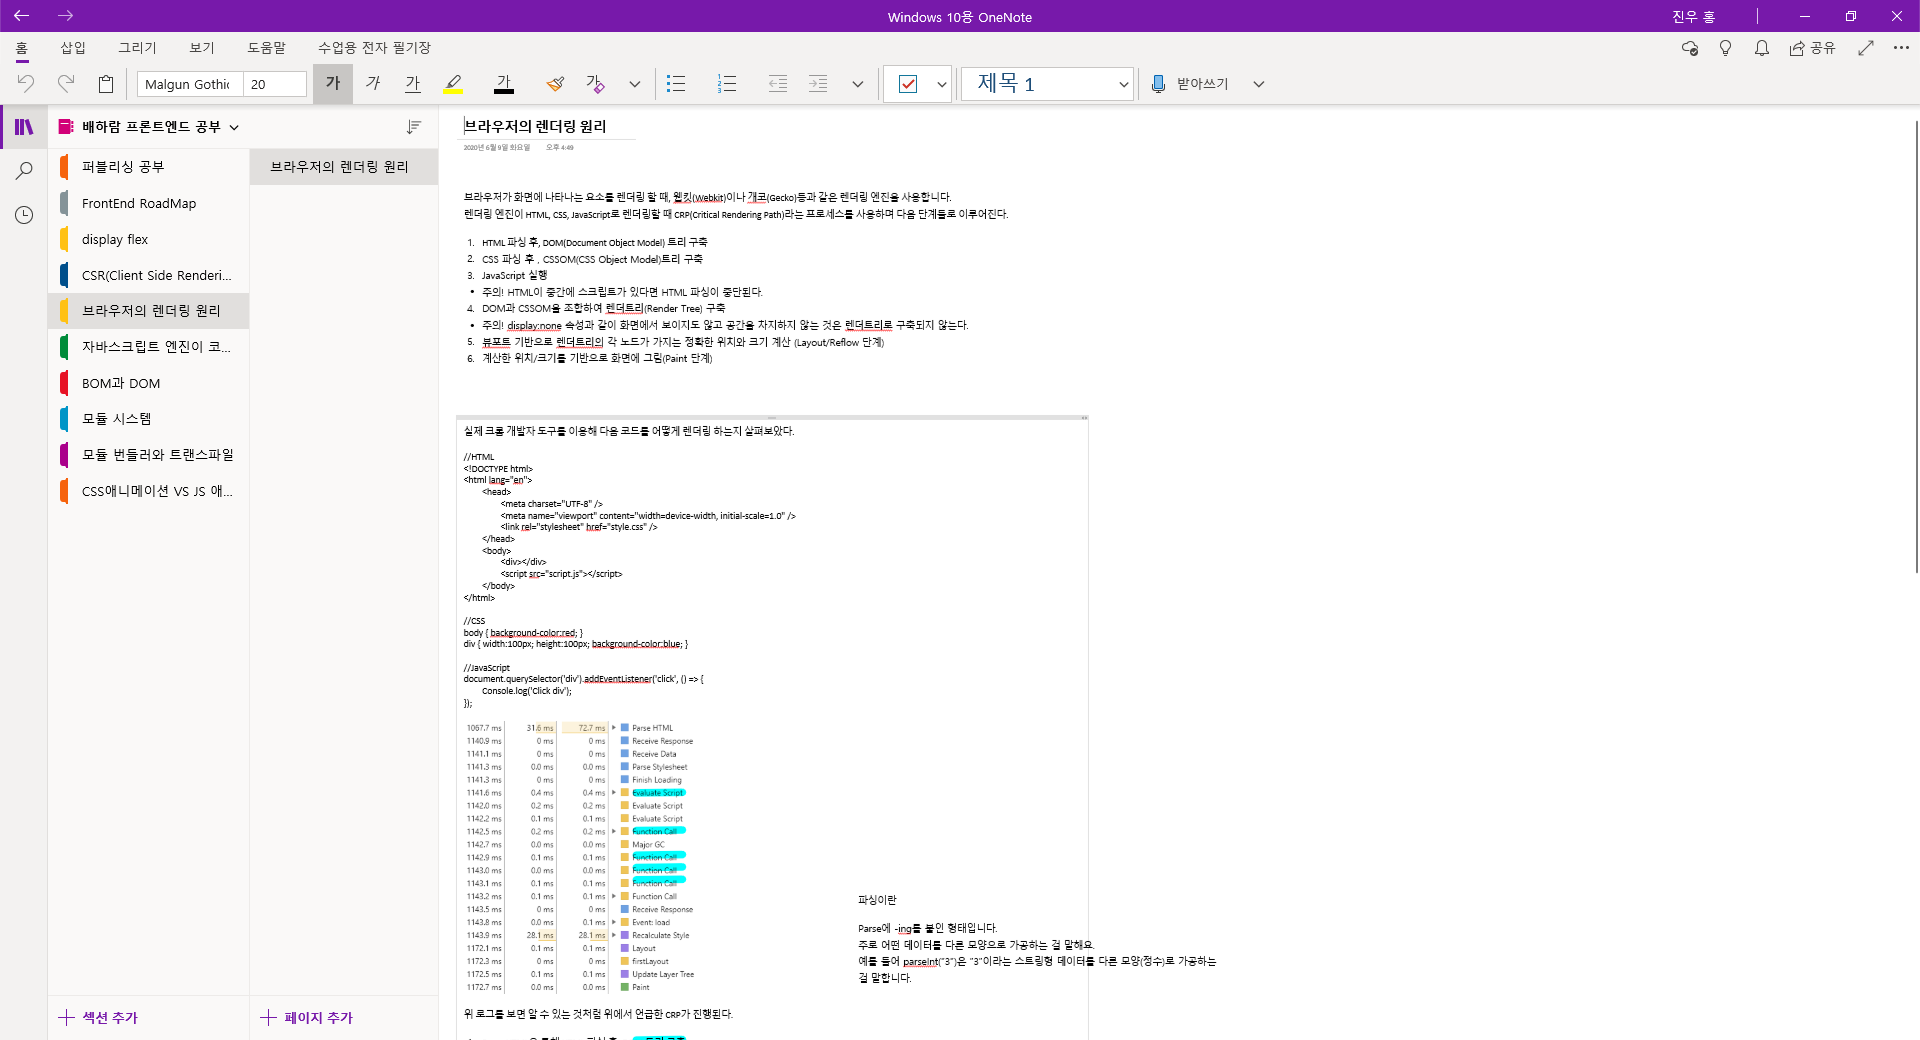 Windows 10용 OneNote
진우 홍
홈 삽입 그리기 보기 도움말 수업용 전자 필기장
공유
Malgun Gothic 20 가 가 가 가 가 제목 1 받아쓰기
배하람 프론트엔드 공부
퍼블리싱 공부
FrontEnd RoadMap
display flex
CSR(Client Side Renderi...
브라우저의 렌더링 원리
자바스크립트 엔진이 코...
BOM과 DOM
모듈 시스템
모듈 번들러와 트랜스파일
CSS애니메이션 VS JS 애...
섹션 추가
브라우저의 렌더링 원리
페이지 추가
브라우저의 렌더링 원리
2020년 6월 9일 화요일 오후 4:49
브라우저가 화면에 나타나는 요소를 렌더링 할 때, 웹킷(Webkit)이나 개코(Gecko)등과 같은 렌더링 엔진을 사용합니다.
렌더링 엔진이 HTML, CSS, JavaScript로 렌더링할 때 CRP(Critical Rendering Path)라는 프로세스를 사용하며 다음 단계들로 이루어진다.
1. HTML 파싱 후, DOM(Document Object Model) 트리 구축
2. CSS 파싱 후 , CSSOM(CSS Object Model)트리 구축
3. JavaScript 실행
• 주의! HTML이 중간에 스크립트가 있다면 HTML 파싱이 중단된다.
4. DOM과 CSSOM을 조합하여 렌더트리(Render Tree) 구축
• 주의! display:none 속성과 같이 화면에서 보이지도 않고 공간을 차지하지 않는 것은 렌더트리로 구축되지 않는다.
5. 뷰포트 기반으로 렌더트리의 각 노드가 가지는 정확한 위치와 크기 계산 (Layout/Reflow 단계)
6. 계산한 위치/크기를 기반으로 화면에 그림(Paint 단계)
실제 크롬 개발자 도구를 이용해 다음 코드를 어떻게 렌더링 하는지 살펴보았다.
//HTML
<!DOCTYPE html>
<html lang="en">
<head>
<meta charset="UTF-8" />
<meta name="viewport" content="width=device-width, initial-scale=1.0" />
<link rel="stylesheet" href="style.css" />
</head>
<body>
<div></div>
<script src="script.js"></script>
</body>
</html>
//CSS
body { background-color:red; }
div { width:100px; height:100px; background-color:blue; }
//JavaScript
document.querySelector('div').addEventListener('click', () => {
Console.log('Click div');
});
1067.7 ms 31.6 ms 72.7 ms Parse HTML
1140.9 ms 0 ms 0 ms Receive Response
1141.1 ms 0 ms 0 ms Receive Data
1141.3 ms 0.0 ms 0.0 ms Parse Stylesheet
1141.3 ms 0 ms 0 ms Finish Loading
1141.6 ms 0.4 ms 0.4 ms Evaluate Script
1142.0 ms 0.2 ms 0.2 ms Evaluate Script
1142.2 ms 0.1 ms 0.1 ms Evaluate Script
1142.5 ms 0.2 ms 0.2 ms Function Call
1142.7 ms 0.0 ms 0.0 ms Major GC
1142.9 ms 0.1 ms 0.1 ms Function Call
1143.0 ms 0.0 ms 0.0 ms Function Call
1143.1 ms 0.1 ms 0.1 ms Function Call
1143.2 ms 0.1 ms 0.1 ms Function Call
1143.5 ms 0 ms 0 ms Receive Response
1143.8 ms 0.0 ms 0.1 ms Event: load
1143.9 ms 28.1 ms 28.1 ms Recalculate Style
1172.1 ms 0.1 ms 0.1 ms Layout
1172.3 ms 0 ms 0 ms firstLayout
1172.5 ms 0.1 ms 0.1 ms Update Layer Tree
1172.7 ms 0.0 ms 0.0 ms Paint
위 로그를 보면 알 수 있는 것처럼 위에서 언급한 CRP가 진행된다.
파싱이란
Parse에 -ing를 붙인 형태입니다.
주로 어떤 데이터를 다른 모양으로 가공하는 걸 말해요.
예를 들어 parseInt("3")은 "3"이라는 스트링형 데이터를 다른 모양(정수)로 가공하는
걸 말합니다.